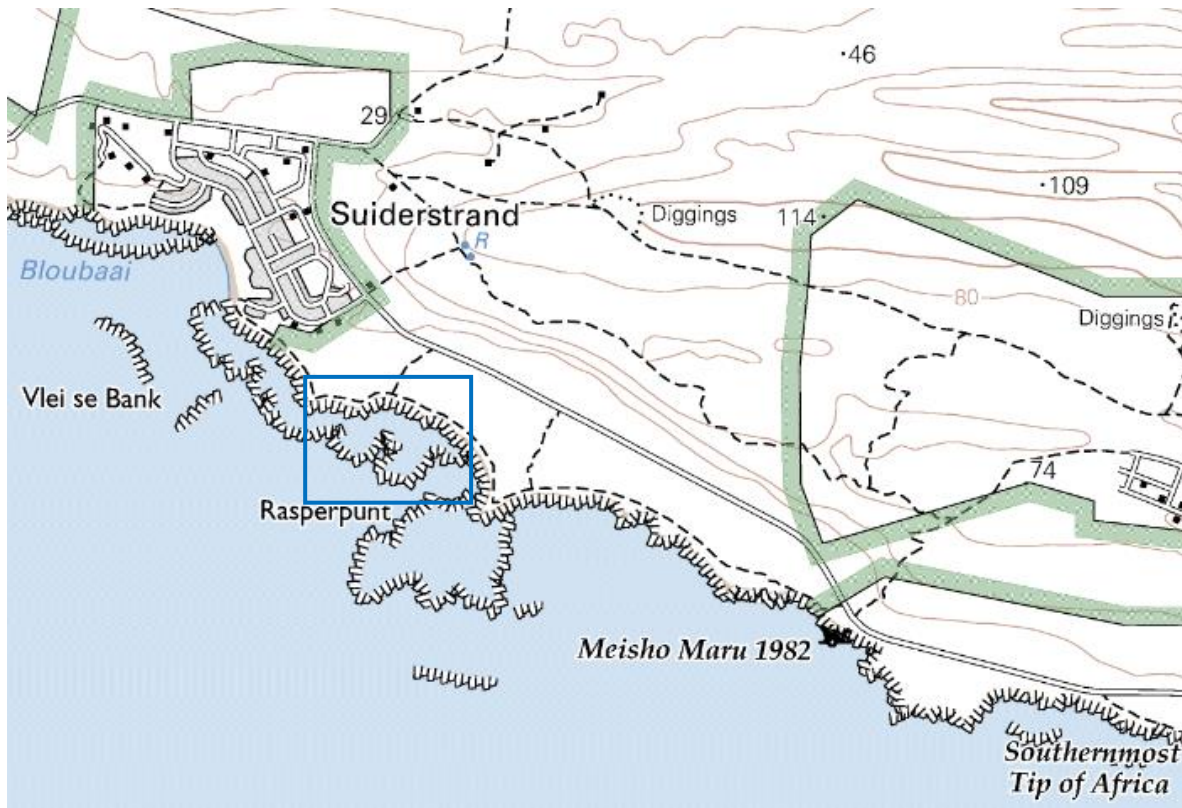 46
29
109
Suiderstrand
Diggings
114
R
Bloubaai
80
Diggings
Vlei se Bank
74
Rasperpunt
Meisho Maru 1982
Southernmost
Tip of Africa